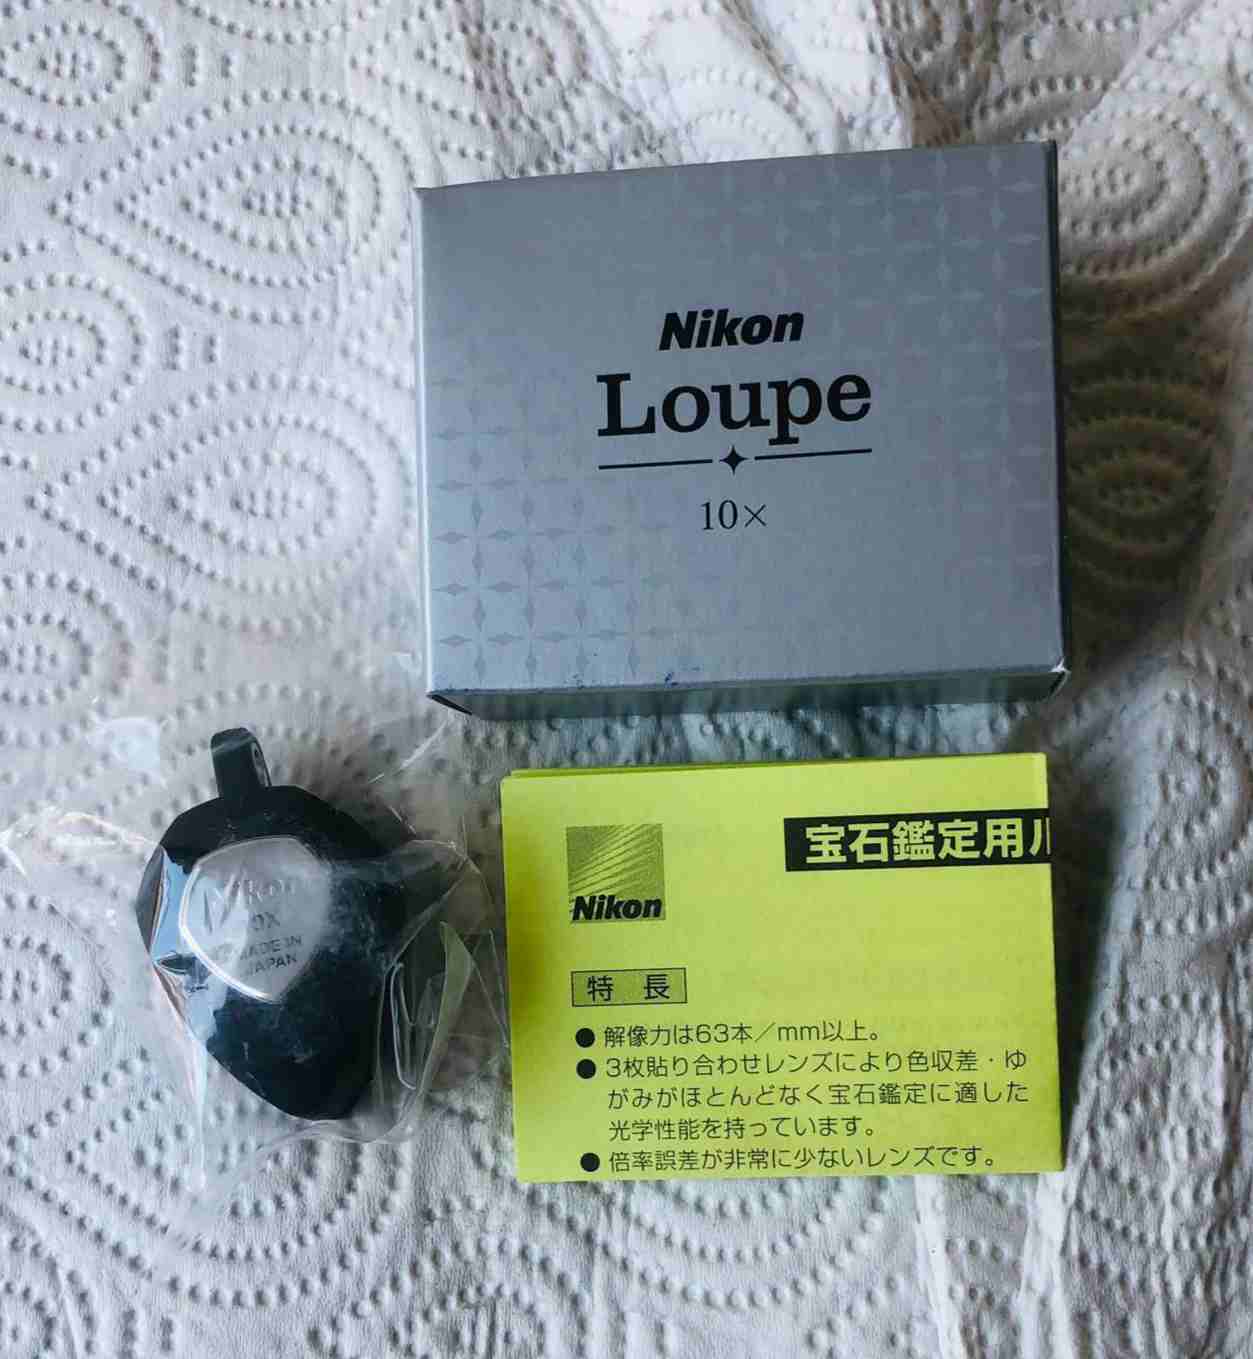 Nikon
Loupe
10×
Nikon
10X
MADE IN
JAPAN
宝石鑑定用ル
Nikon
特 長
●解像力は63本/mm以上。
●3枚貼り合わせレンズにより色収差・ゆ
がみがほとんどなく宝石鑑定に適した
光学性能を持っています。
●倍率誤差が非常に少ないレンズです。